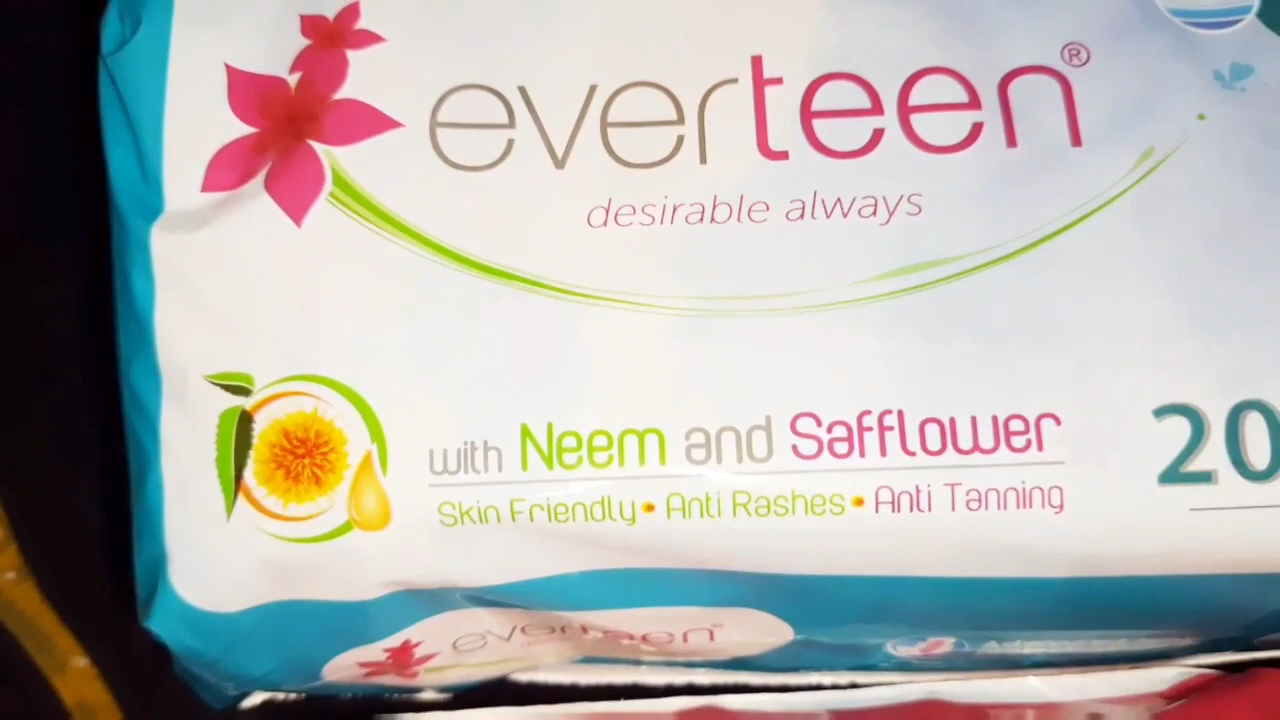 everteen®
desirable always
with Neem and Safflower
Skin Friendly • Anti Rashes • Anti Tanning
20
everteen